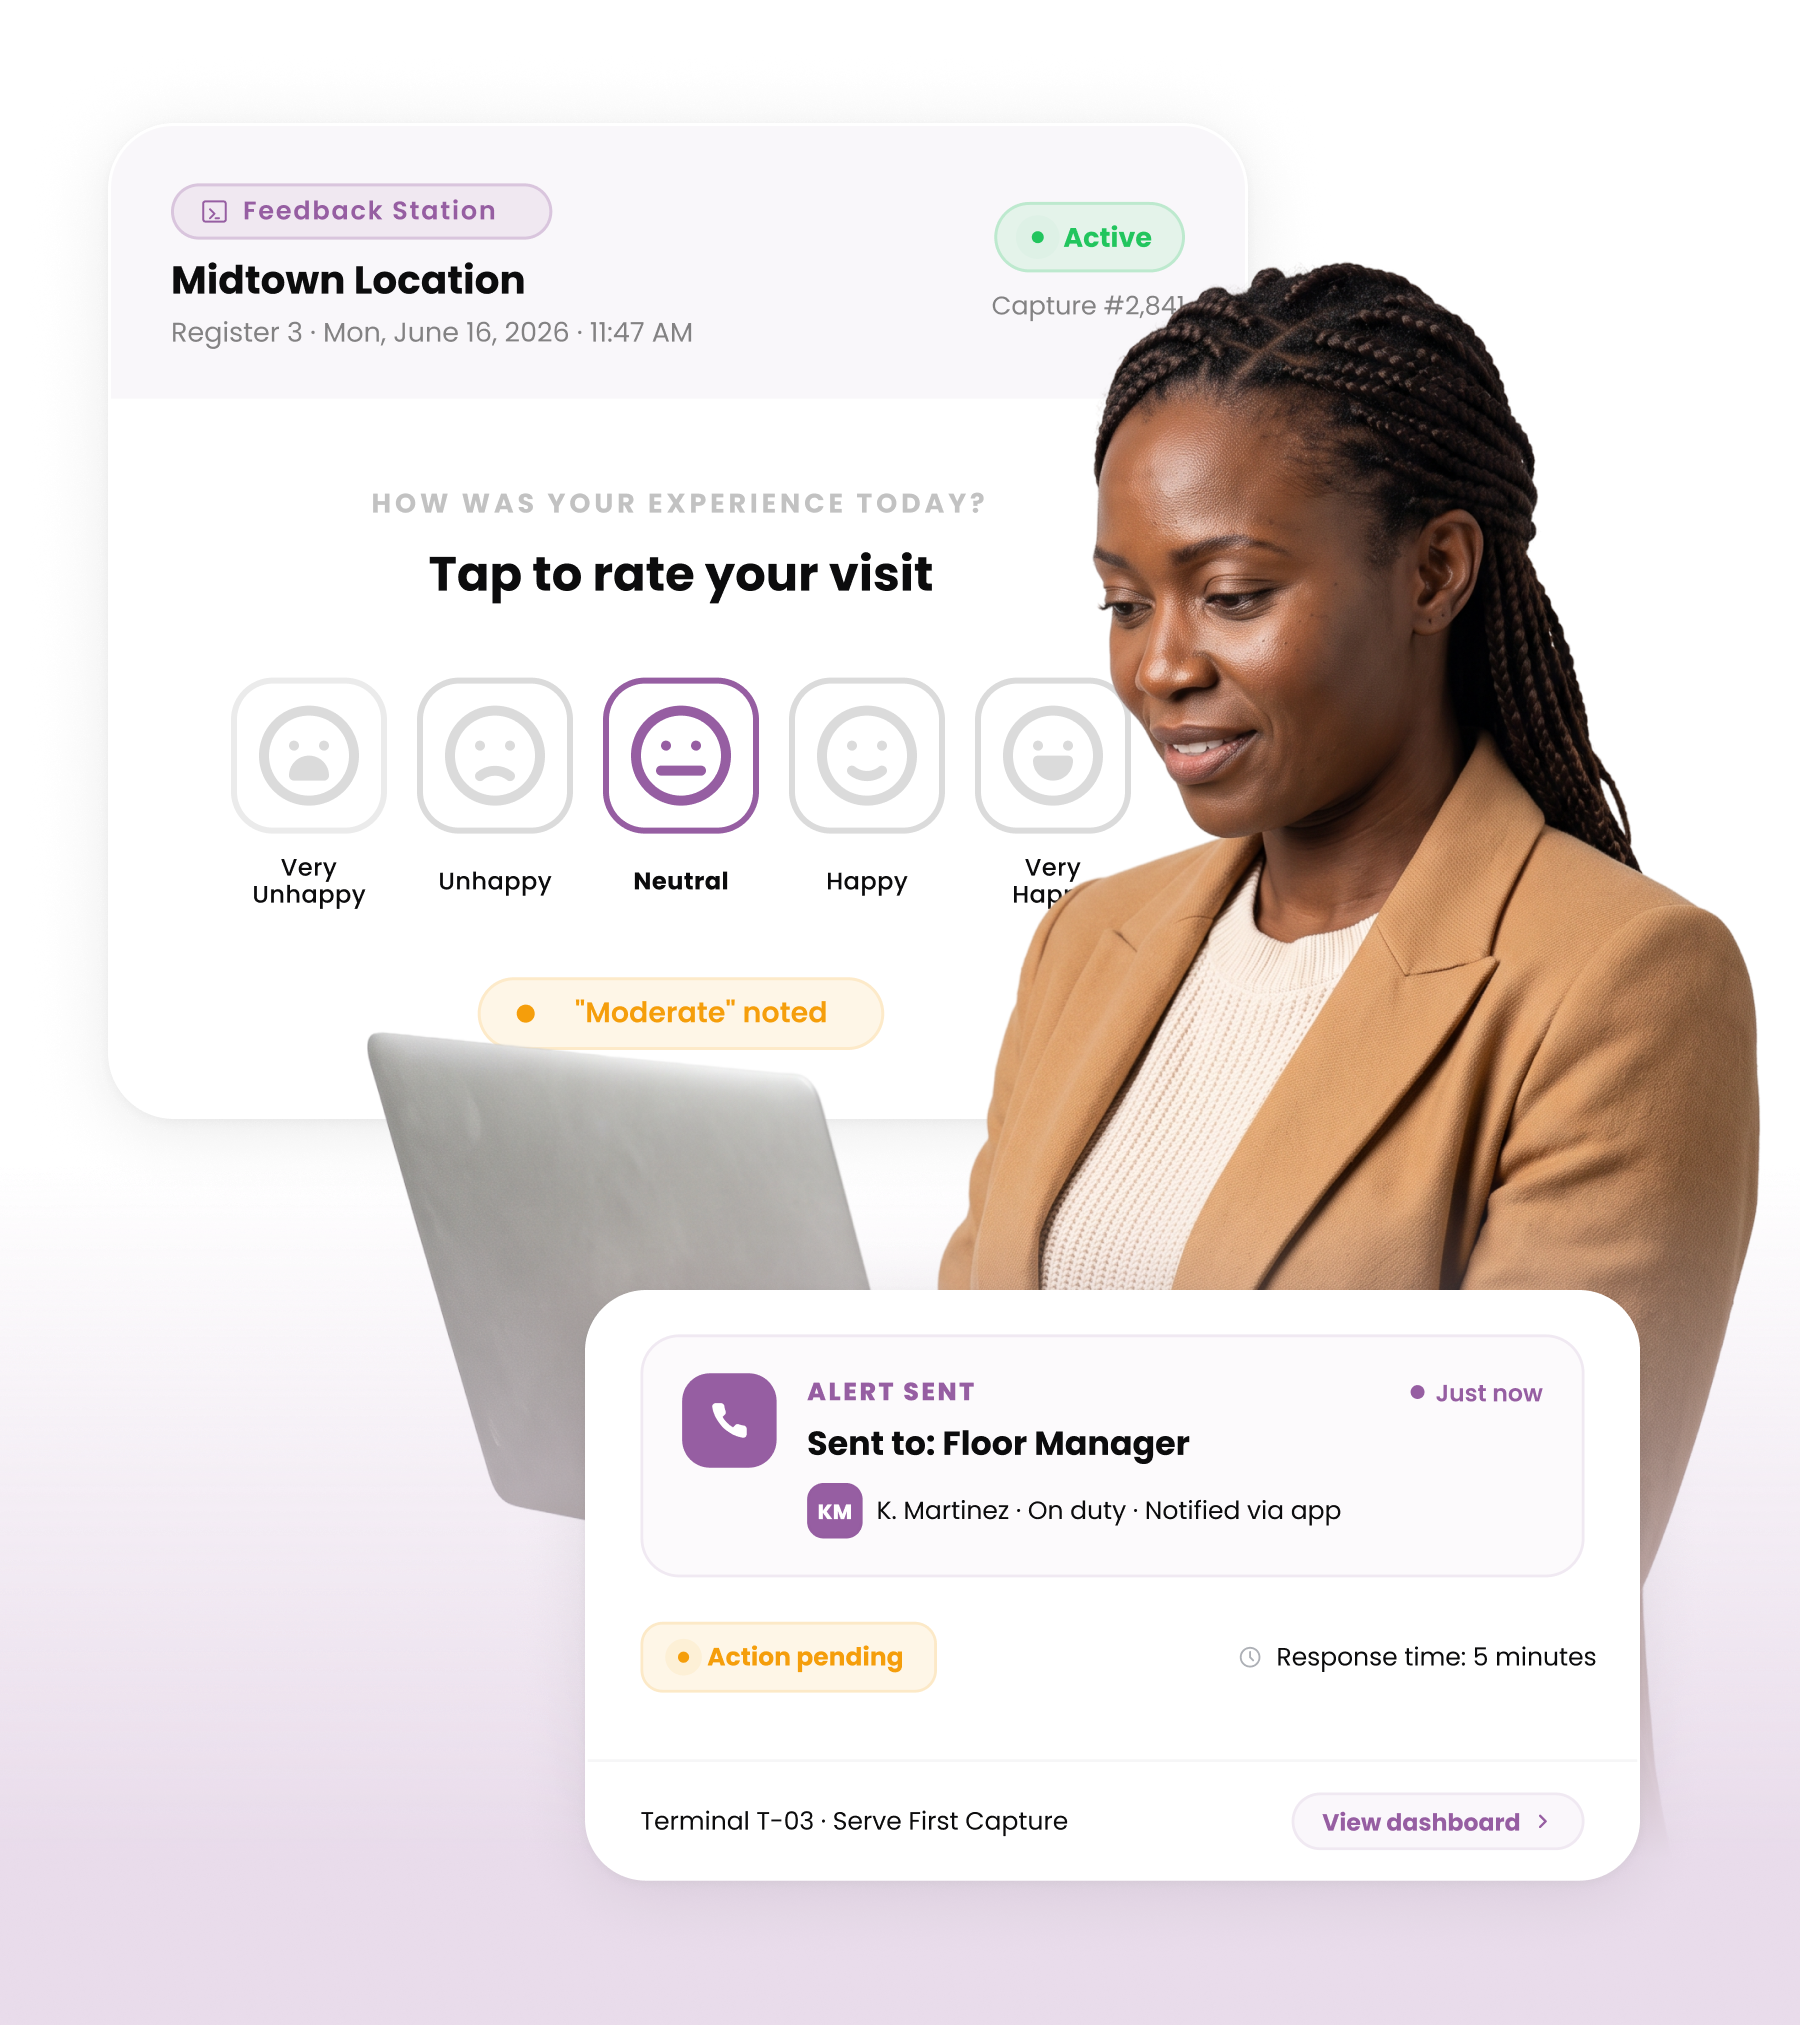 Feedback Station
Active
Midtown Location
Capture #2,841
Register 3 · Mon, June 16, 2026 · 11:47 AM
HOW WAS YOUR EXPERIENCE TODAY?
Tap to rate your visit
Very
Unhappy
Unhappy
Neutral
Happy
Very
"Moderate" noted
ALERT SENT
Just now
Sent to: Floor Manager
KM
K. Martinez · On duty · Notified via app
Action pending
Response time: 5 minutes
Terminal T-03 · Serve First Capture
View dashboard